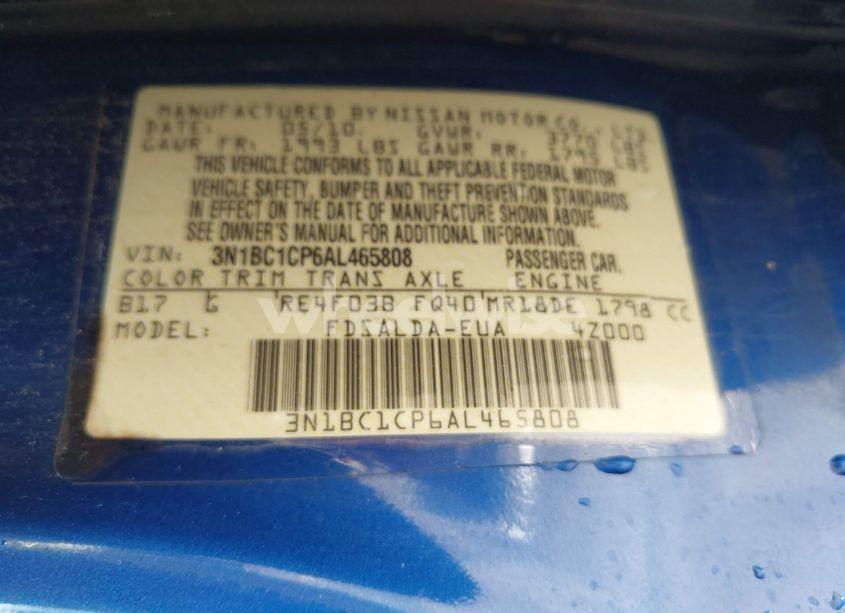 MANUFACTURED BY NISSAN MOTOR CO., LTD.
DATE: 05/10. GVWR: 3770 LBS
GAWR FR: 1993 LBS GAWR RR: 1795 LBS
THIS VEHICLE CONFORMS TO ALL APPLICABLE FEDERAL MOTOR
VEHICLE SAFETY, BUMPER AND THEFT PREVENTION STANDARDS
IN EFFECT ON THE DATE OF MANUFACTURE SHOWN ABOVE.
SEE OWNER'S MANUAL FOR ADDITIONAL INFORMATION.
VIN: 3N1BC1CP6AL465808 PASSENGER CAR.
COLOR TRIM TRANS AXLE ENGINE
B17 G RE4F03B FQ40 MR18DE 1798 CC
MODEL: FDSALDA-EUA 4Z000
3N1BC1CP6AL465808